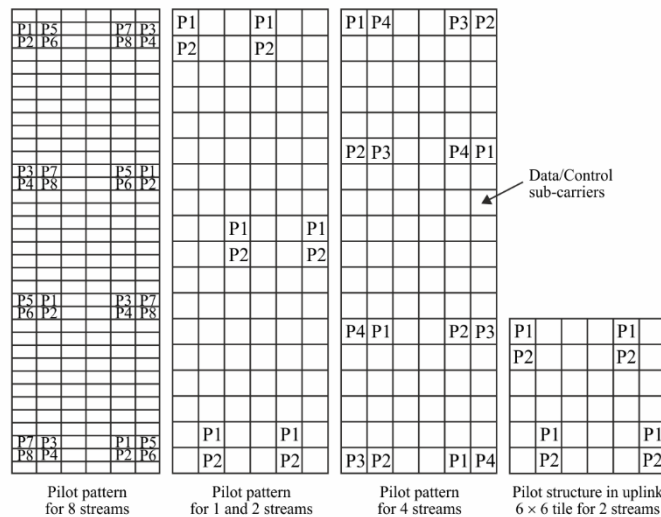 P1 P5 P7 P3
P2 P6 P8 P4
P3 P7 P5 P1
P4 P8 P6 P2
P5 P1 P3 P7
P6 P2 P4 P8
P7 P3 P1 P5
P8 P4 P2 P6
Pilot pattern
for 8 streams
P1 P1
P2 P2
P1 P1
P2 P2
P1 P1
P2 P2
Pilot pattern
for 1 and 2 streams
P1 P4 P3 P2
P2 P3 P4 P1
P4 P1 P2 P3
P3 P2 P1 P4
Pilot pattern
for 4 streams
Data/Control
sub-carriers
P1 P1
P2 P2
P1 P1
P2 P2
Pilot structure in uplink
6 × 6 tile for 2 streams